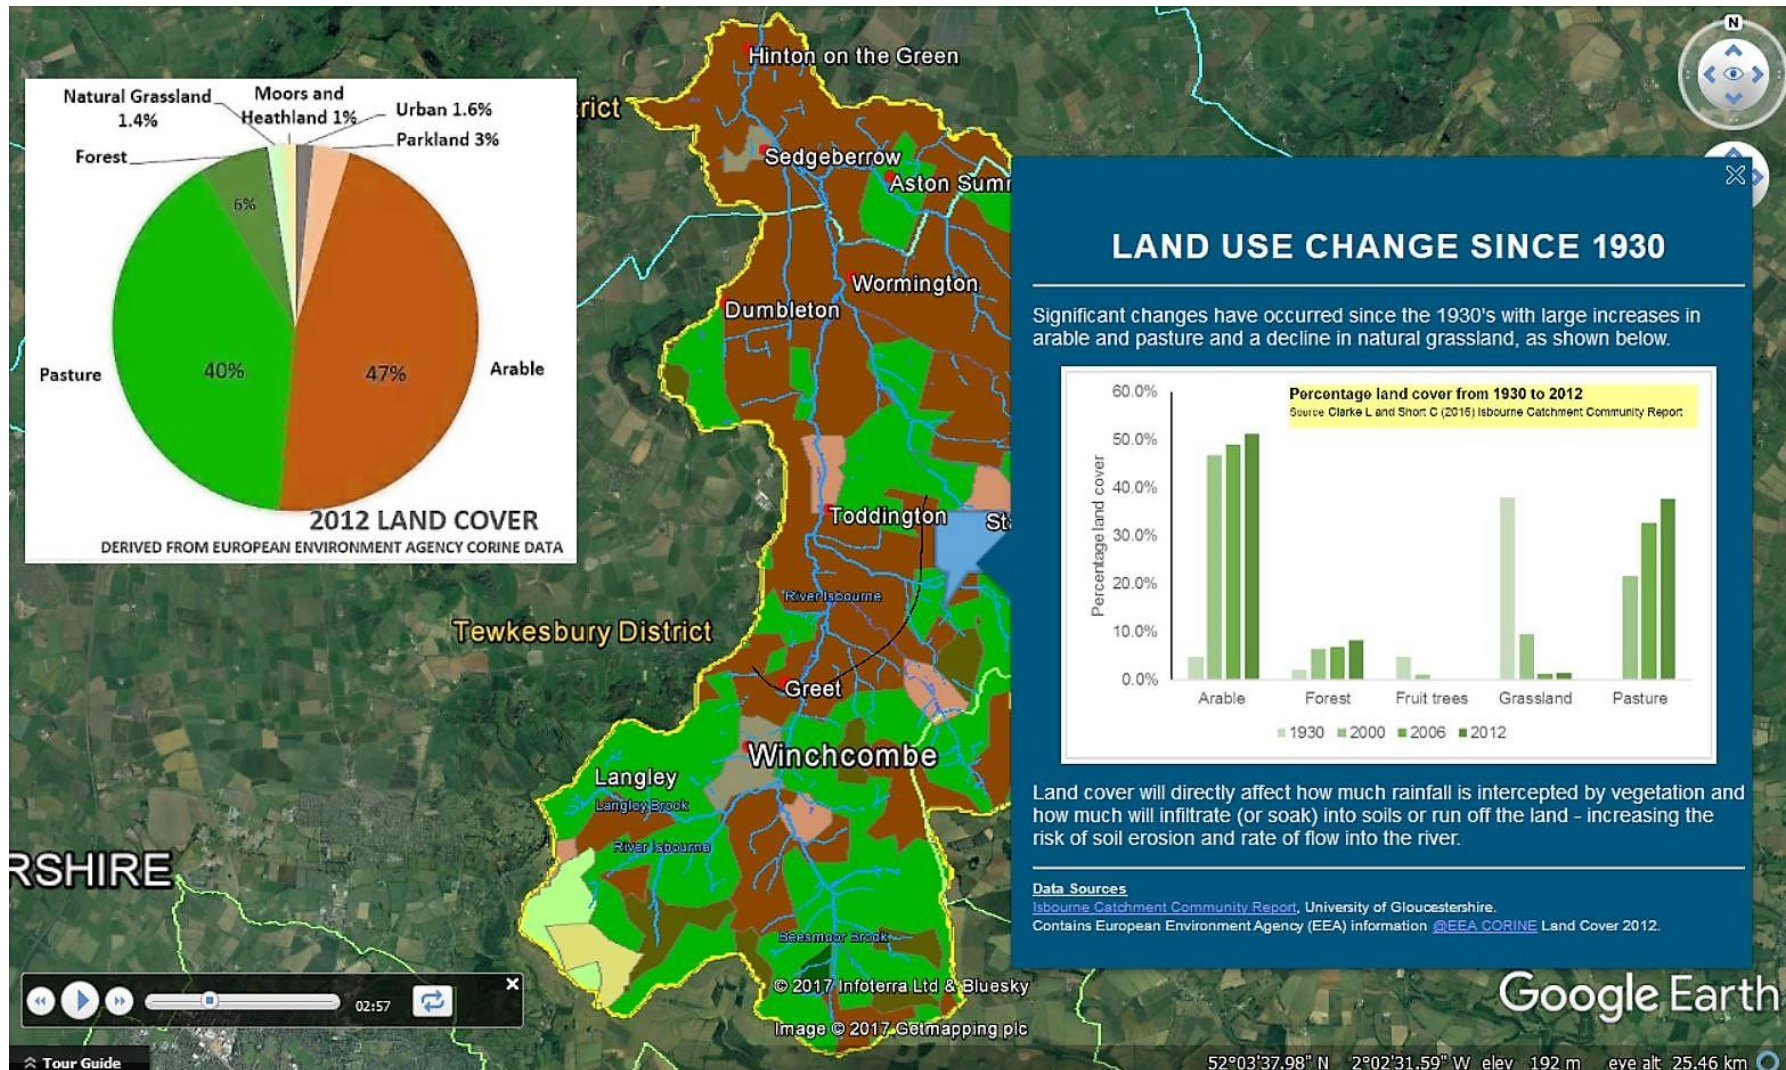 Hinton on the Green
rict
Sedgeberrow
Aston Sum
Wormington
Dumbleton
Toddington
St
River Isbourne
Tewkesbury District
Greet
Winchcombe
Langley
Langley Brook
River Isbourne
RSHIRE
Beesmoor Brook
© 2017 Infoterra Ltd & Bluesky
Image © 2017 Getmapping plc
Natural Grassland
1.4%
Moors and
Heathland 1%
Urban 1.6%
Parkland 3%
Forest
6%
Pasture
40%
47%
Arable
2012 LAND COVER
DERIVED FROM EUROPEAN ENVIRONMENT AGENCY CORINE DATA
N
LAND USE CHANGE SINCE 1930
Significant changes have occurred since the 1930's with large increases in
arable and pasture and a decline in natural grassland, as shown below.
Percentage land cover from 1930 to 2012
Source Clarke L and Short C (2016) Isbourne Catchment Community Report
Percentage land cover
60.0%
50.0%
40.0%
30.0%
20.0%
10.0%
0.0%
Arable Forest Fruit trees Grassland Pasture
1930 2000 2006 2012
Land cover will directly affect how much rainfall is intercepted by vegetation and
how much will infiltrate (or soak) into soils or run off the land - increasing the
risk of soil erosion and rate of flow into the river.
Data Sources
Isbourne Catchment Community Report, University of Gloucestershire.
Contains European Environment Agency (EEA) information @EEA CORINE Land Cover 2012.
02:57
Tour Guide
Google Earth
52°03'37.98" N 2°02'31.59" W elev 192 m eye alt 25.46 km